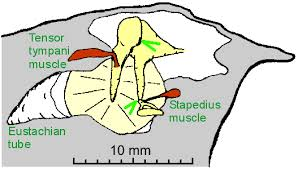 Tensor
tympani
muscle
Stapedius
muscle
Eustachian
tube
10 mm